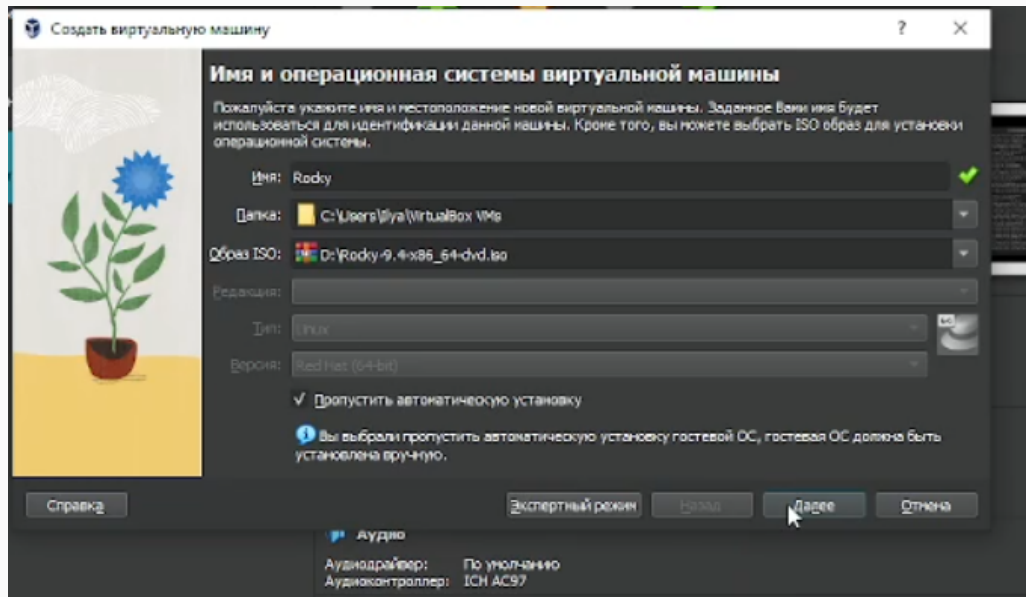 Создать виртуальную машину
?
Имя и операционная системы виртуальной машины
Пожалуйста укажите имя и местоположение новой виртуальной машины. Заданное Вами имя будет
использоваться для идентификации данной машины. Кроме того, вы можете выбрать ISO образ для установки
операционной системы.
Имя: Rocky
Папка: C:\Users\Ilya\VirtualBox VMs
Образ ISO: D:\Rocky-9.4-x86_64-dvd.iso
Редакция:
Тип: Linux
Версия: Red Hat (64-bit)
Пропустить автоматическую установку
Вы выбрали пропустить автоматическую установку гостевой ОС, гостевая ОС должна быть
установлена вручную.
Справка Экспертный режим Назад Далее Отмена
Аудио
Аудиодрайвер: По умолчанию
Аудиоконтроллер: ICH AC97